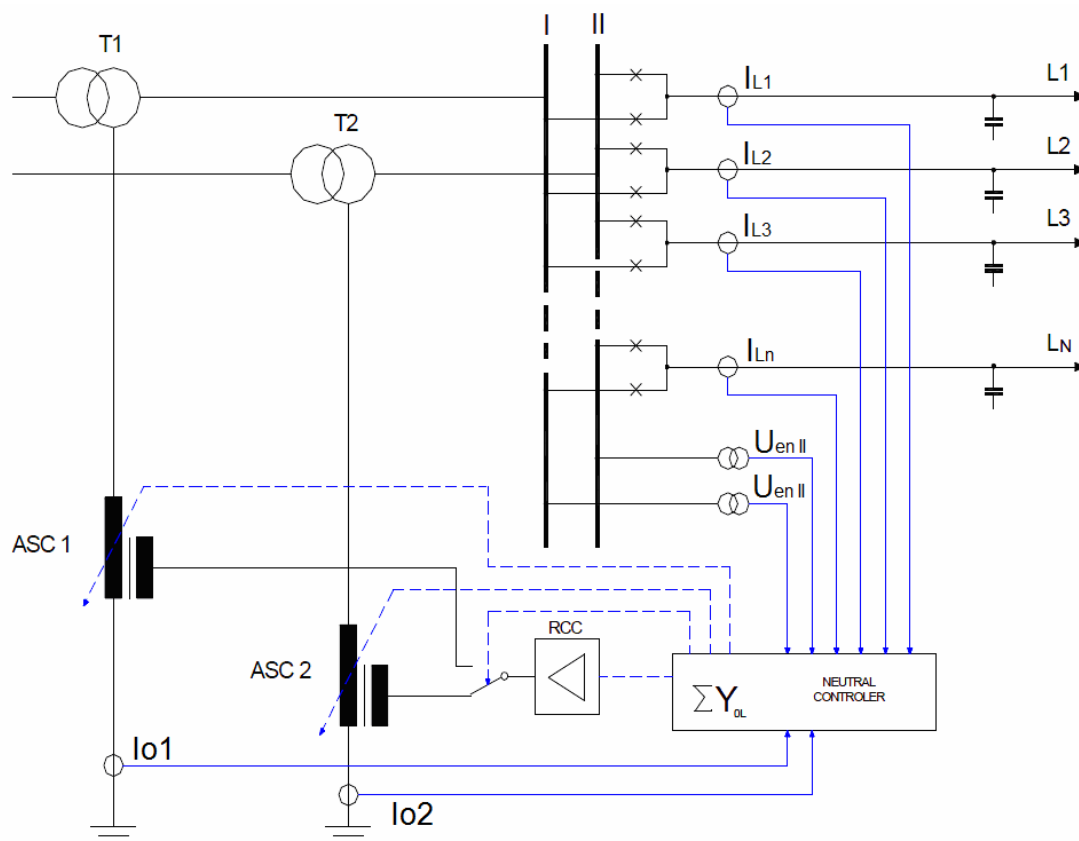 T1
I II
T2
IL1
L1
IL2
L2
IL3
L3
ILn
LN
Uen II
Uen II
ASC 1
ASC 2
RCC
∑Y0L
NEUTRAL
CONTROLER
Io1
Io2